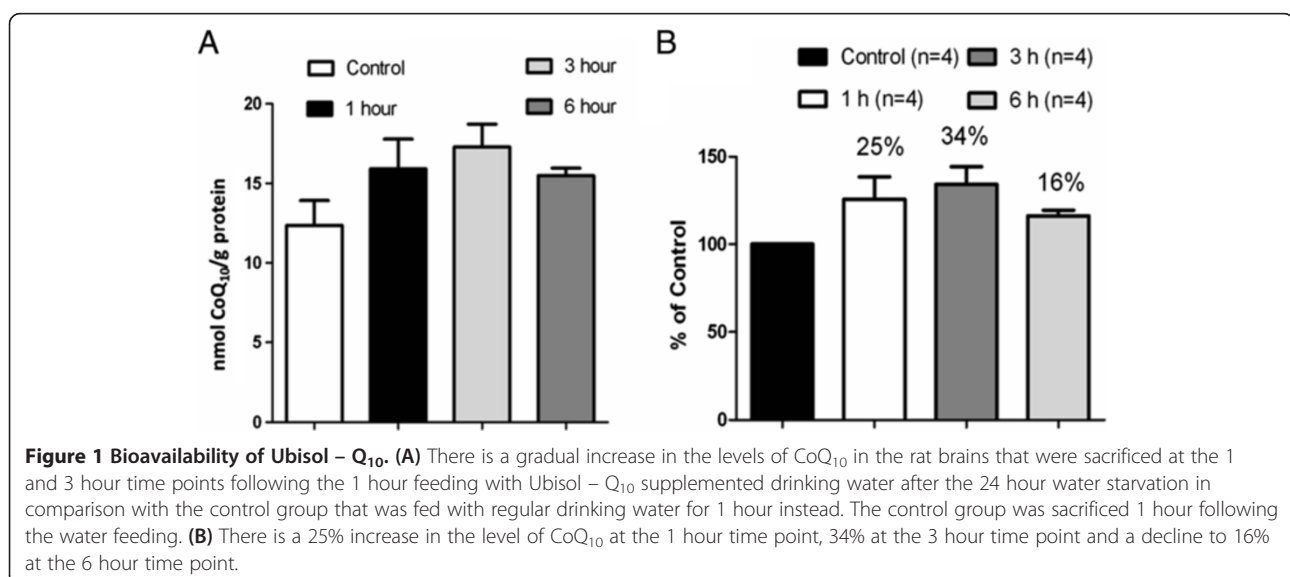 A
Control
3 hour
1 hour
6 hour
nmol CoQ₁₀/g protein
20
15
10
5
0
B
Control (n=4)
3 h (n=4)
1 h (n=4)
6 h (n=4)
% of Control
150
100
50
0
25%
34%
16%
Figure 1 Bioavailability of Ubisol – Q₁₀. (A) There is a gradual increase in the levels of CoQ₁₀ in the rat brains that were sacrificed at the 1
and 3 hour time points following the 1 hour feeding with Ubisol – Q₁₀ supplemented drinking water after the 24 hour water starvation in
comparison with the control group that was fed with regular drinking water for 1 hour instead. The control group was sacrificed 1 hour following
the water feeding. (B) There is a 25% increase in the level of CoQ₁₀ at the 1 hour time point, 34% at the 3 hour time point and a decline to 16%
at the 6 hour time point.